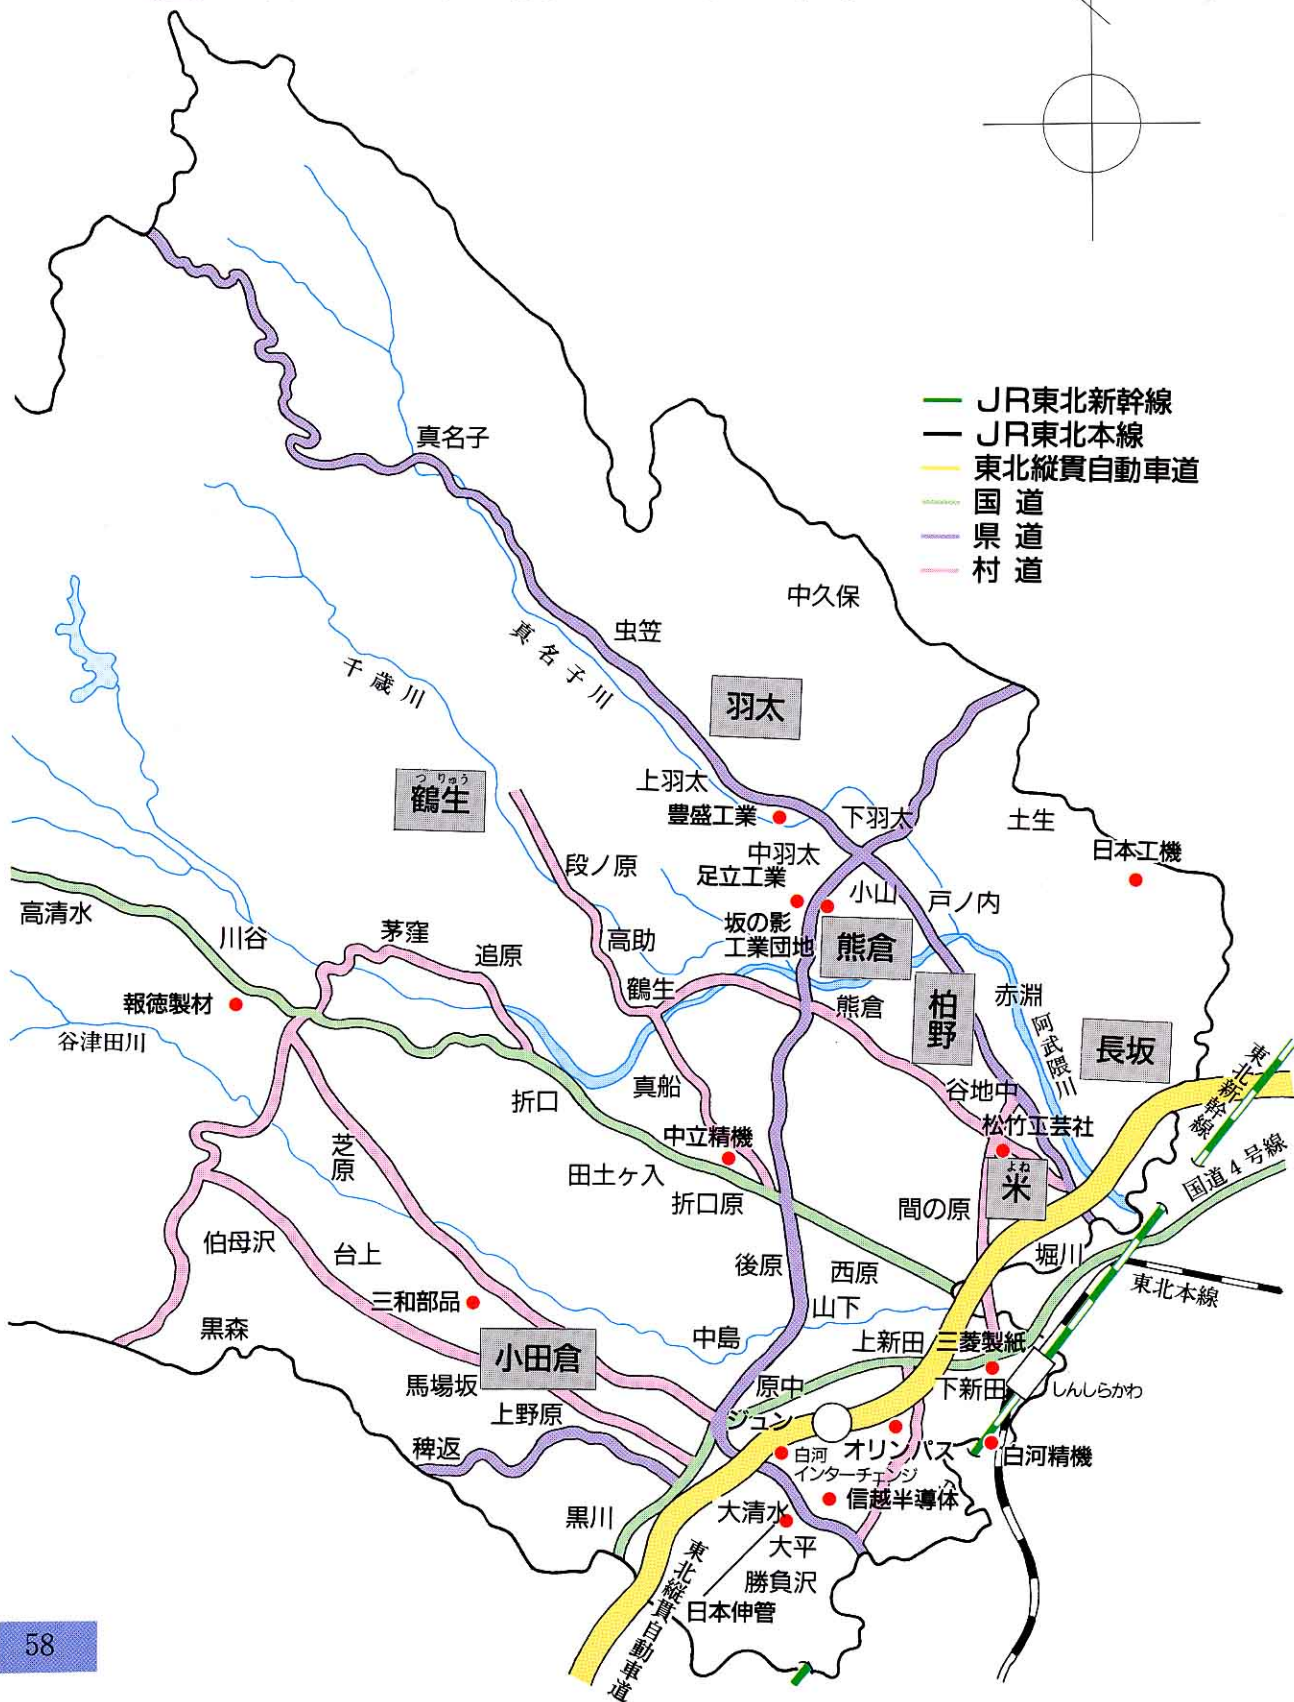 JR東北新幹線
JR東北本線
東北縦貫自動車道
国道
県道
村道
真名子
中久保
虫笠
真名子川
千歳川
羽太
つりゅう
鶴生
上羽太
豊盛工業
下羽太
土生
日本工機
中羽太
段ノ原
足立工業
小山
戸ノ内
高清水
川谷
茅窪
追原
高助
坂の影
工業団地
熊倉
鶴生
熊倉
柏野
赤淵
阿武隈川
長坂
報徳製材
谷津田川
東北新幹線
真船
折口
谷地中
松竹工芸社
中立精機
芝原
田土ヶ入
よね
米
国道4号線
折口原
間の原
伯母沢
台上
後原
西原
堀川
東北本線
三和部品
山下
黒森
中島
上新田
三菱製紙
小田倉
馬場坂
原中
下新田
しんしらかわ
上野原
ジュン
稗返
白河
インターチェンジ
オリンパス
白河精機
信越半導体
黒川
大清水
大平
勝負沢
日本伸管
東北縦貫自動車道
58